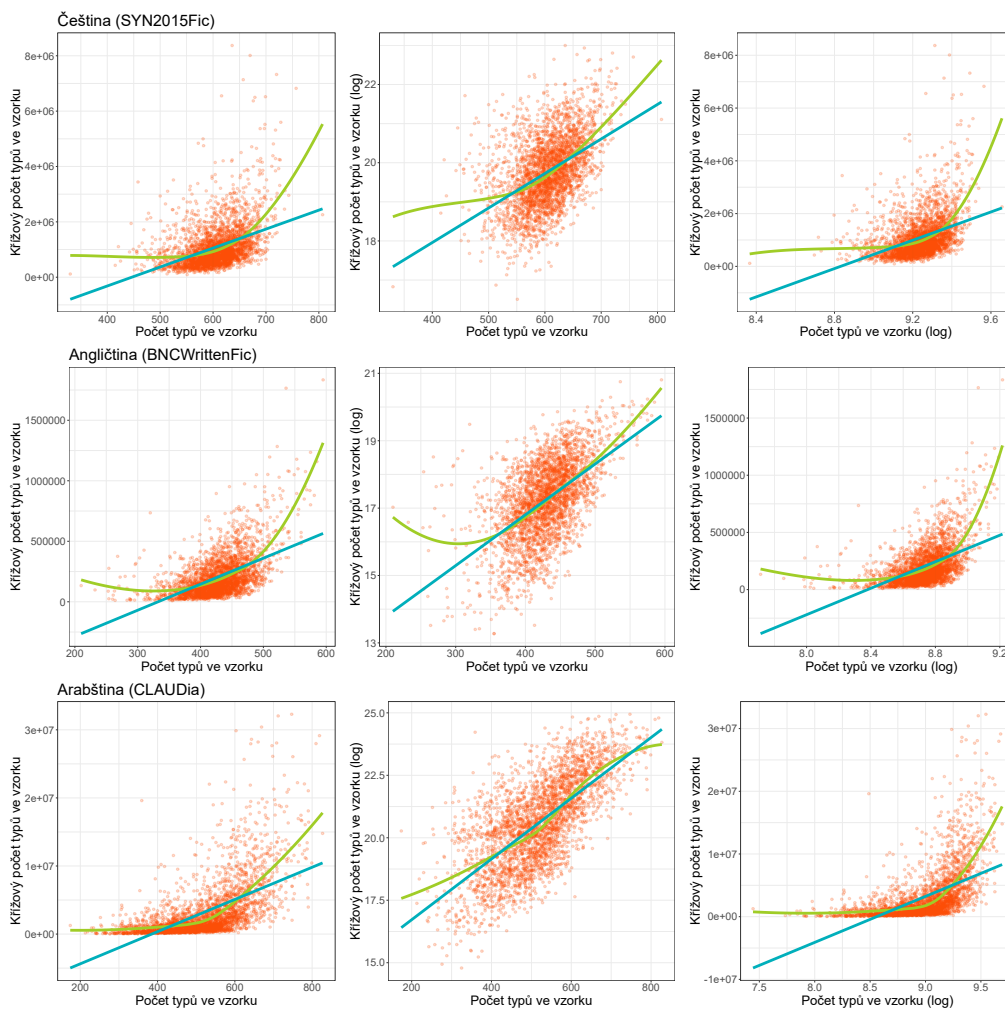 Čeština (SYN2015Fic)
Křížový počet typů ve vzorku
8e+06
6e+06
4e+06
2e+06
0e+00
400 500 600 700 800
Počet typů ve vzorku
Křížový počet typů ve vzorku (log)
22
20
18
400 500 600 700 800
Počet typů ve vzorku
Křížový počet typů ve vzorku
8e+06
6e+06
4e+06
2e+06
0e+00
8.4 8.8 9.2 9.6
Počet typů ve vzorku (log)
Angličtina (BNCWrittenFic)
Křížový počet typů ve vzorku
1500000
1000000
500000
0
200 300 400 500 600
Počet typů ve vzorku
Křížový počet typů ve vzorku (log)
21
19
17
15
13
200 300 400 500 600
Počet typů ve vzorku
Křížový počet typů ve vzorku
1500000
1000000
500000
0
8.0 8.4 8.8 9.2
Počet typů ve vzorku (log)
Arabština (CLAUDia)
Křížový počet typů ve vzorku
3e+07
2e+07
1e+07
0e+00
200 400 600 800
Počet typů ve vzorku
Křížový počet typů ve vzorku (log)
25.0
22.5
20.0
17.5
15.0
200 400 600 800
Počet typů ve vzorku
Křížový počet typů ve vzorku
3e+07
2e+07
1e+07
0e+00
-1e+07
7.5 8.0 8.5 9.0 9.5
Počet typů ve vzorku (log)